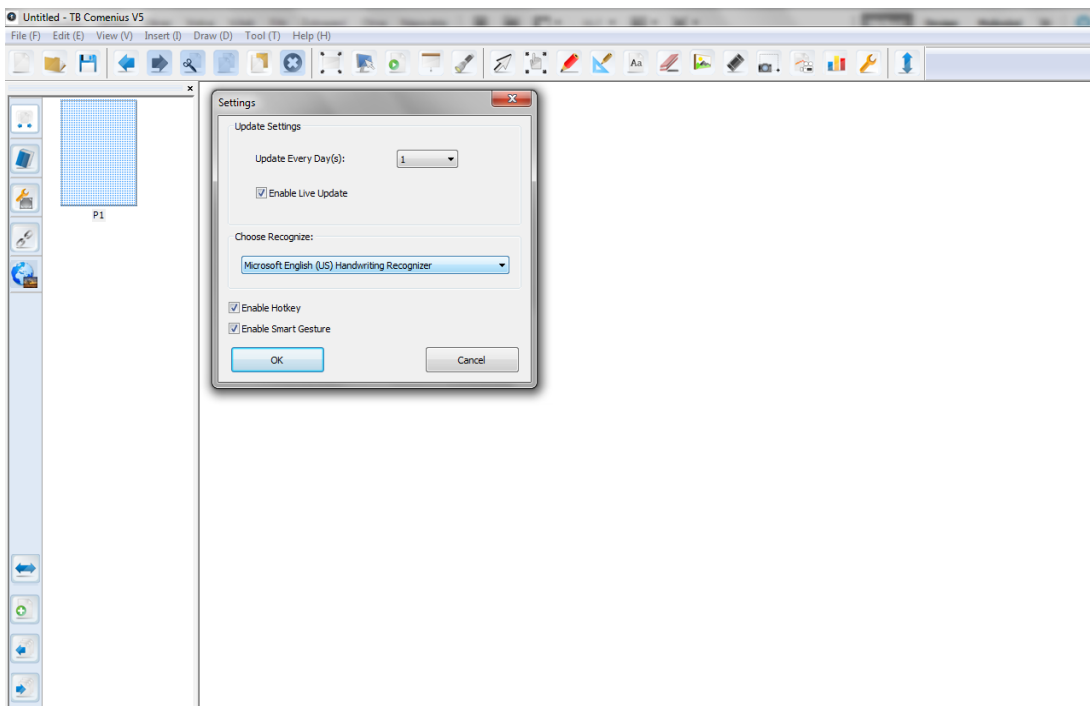 Untitled - TB Comenius V5
File (F) Edit (E) View (V) Insert (I) Draw (D) Tool (T) Help (H)
Aa
x
P1
Settings
Update Settings
Update Every Day(s): 1
Enable Live Update
Choose Recognize:
Microsoft English (US) Handwriting Recognizer
Enable Hotkey
Enable Smart Gesture
OK Cancel